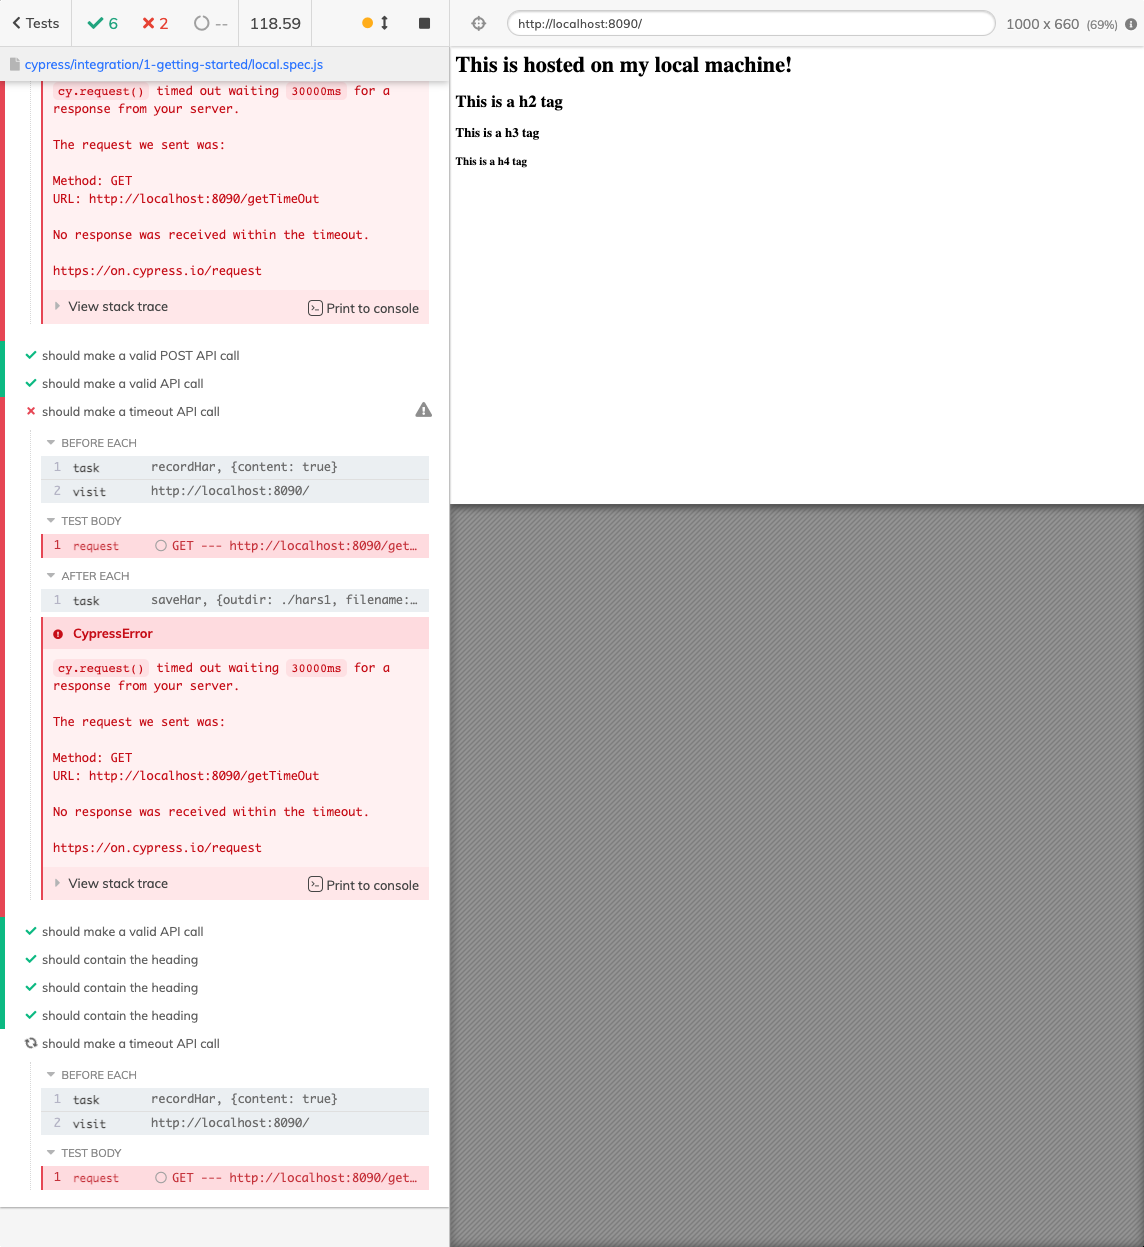 Tests 6 2 -- 118.59
http://localhost:8090/
1000 x 660 (69%)
cypress/integration/1-getting-started/local.spec.js
cy.request() timed out waiting 30000ms for a
response from your server.
The request we sent was:
Method: GET
URL: http://localhost:8090/getTimeOut
No response was received within the timeout.
https://on.cypress.io/request
View stack trace
Print to console
should make a valid POST API call
should make a valid API call
should make a timeout API call
BEFORE EACH
1 task recordHar, {content: true}
2 visit http://localhost:8090/
TEST BODY
1 request GET --- http://localhost:8090/get…
AFTER EACH
1 task saveHar, {outdir: ./hars1, filename:…
CypressError
cy.request() timed out waiting 30000ms for a
response from your server.
The request we sent was:
Method: GET
URL: http://localhost:8090/getTimeOut
No response was received within the timeout.
https://on.cypress.io/request
View stack trace
Print to console
should make a valid API call
should contain the heading
should contain the heading
should contain the heading
should make a timeout API call
BEFORE EACH
1 task recordHar, {content: true}
2 visit http://localhost:8090/
TEST BODY
1 request GET --- http://localhost:8090/get…
This is hosted on my local machine!
This is a h2 tag
This is a h3 tag
This is a h4 tag